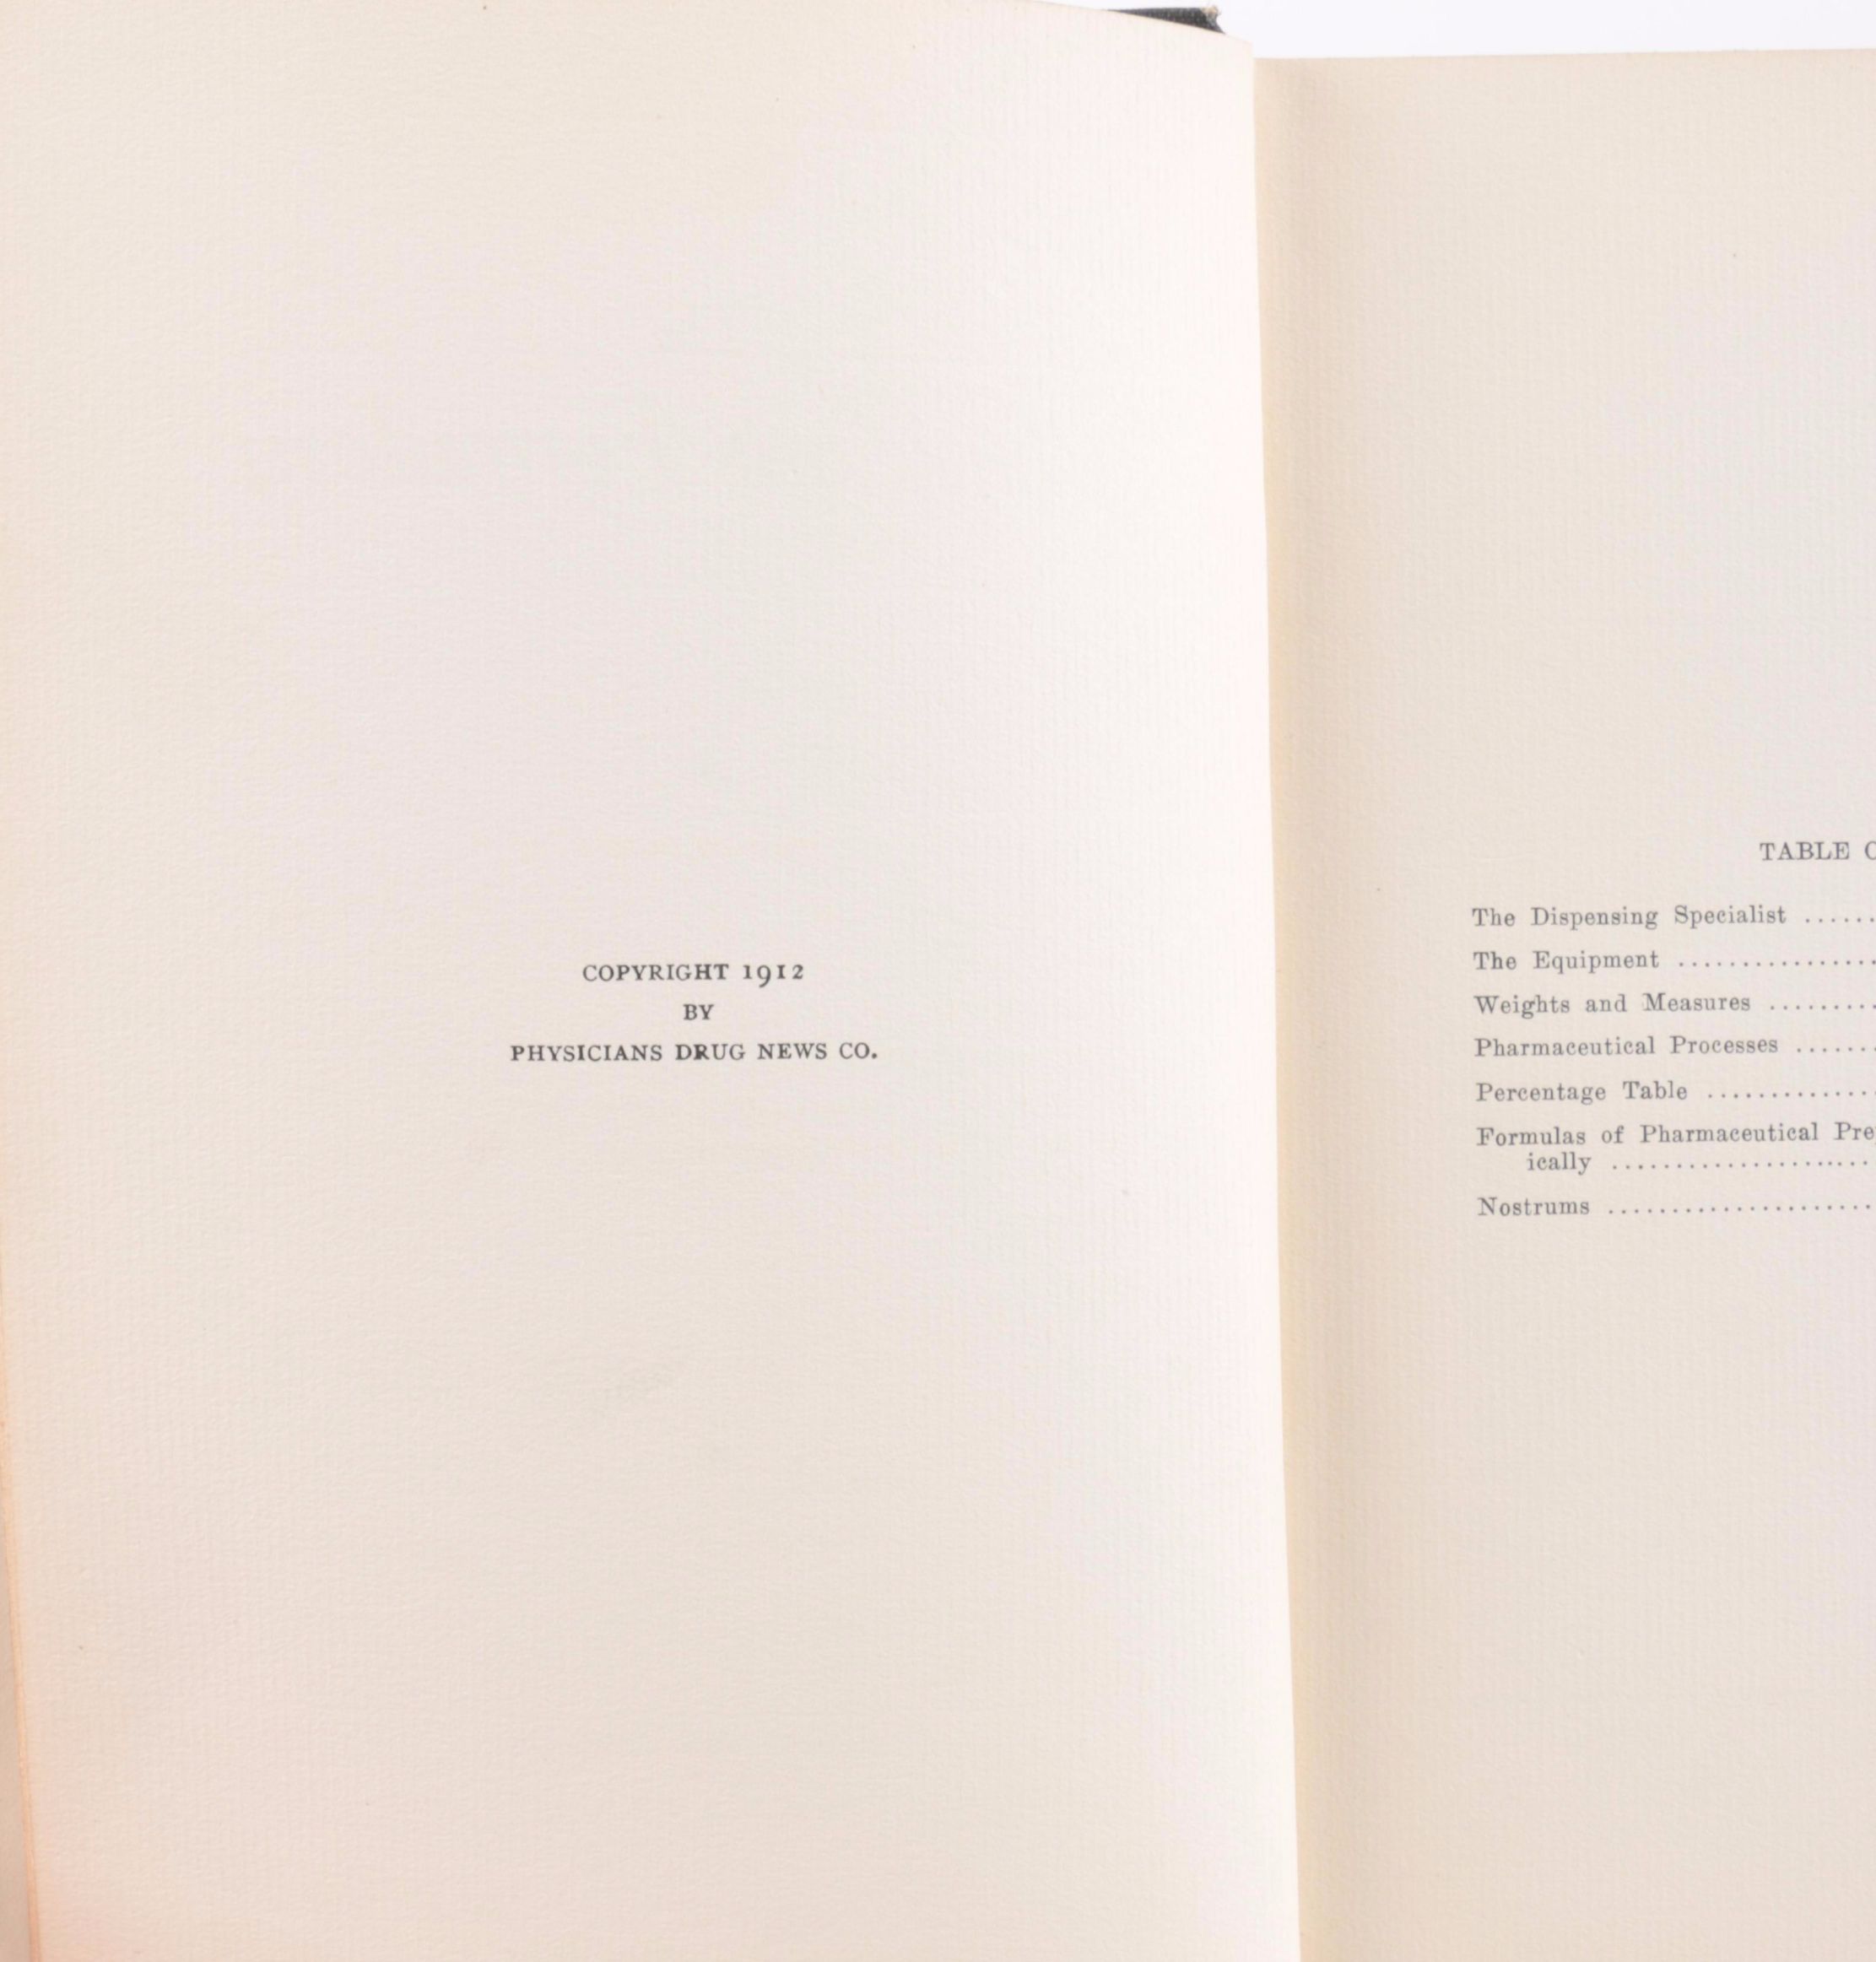 COPYRIGHT 1912
BY
PHYSICIANS DRUG NEWS CO.
TABLE
The Dispensing Specialist ......
The Equipment ................
Weights and Measures .........
Pharmaceutical Processes .......
Percentage Table ..............
Formulas of Pharmaceutical Pre
ically ....................
Nostrums .....................